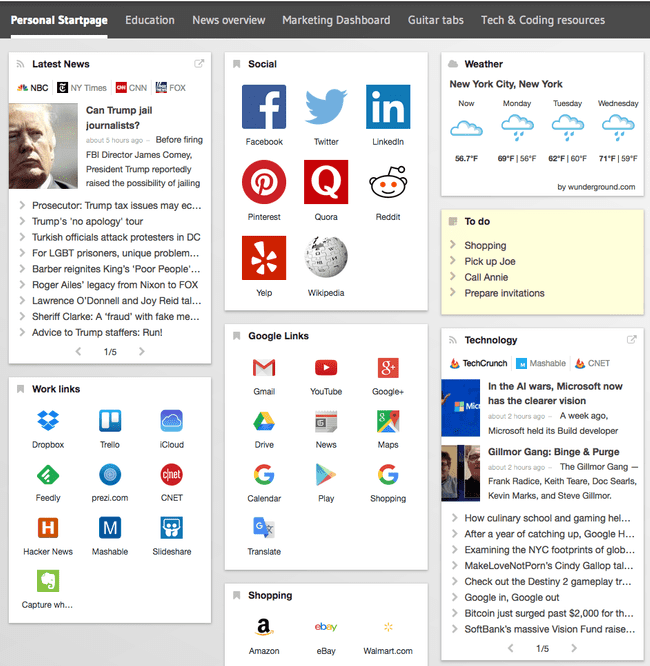 Personal Startpage
Education
News overview
Marketing Dashboard
Guitar tabs
Tech & Coding resources
Latest News
NBC
NY Times
CNN
FOX
Can Trump jail
journalists?
about 5 hours ago - Before firing
FBI Director James Comey,
President Trump reportedly
raised the possibility of jailing
Prosecutor: Trump tax issues may ec...
Trump's 'no apology' tour
Turkish officials attack protesters in DC
For LGBT prisoners, unique problem...
Barber reignites King's 'Poor People'...
Roger Ailes' legacy from Nixon to FOX
Lawrence O'Donnell and Joy Reid tal...
Sheriff Clarke: A 'fraud' with fake me...
Advice to Trump staffers: Run!
1/5
Work links
Dropbox
Trello
iCloud
Feedly
prezi.com
CNET
Hacker News
Mashable
Slideshare
Capture wh...
Social
Facebook
Twitter
LinkedIn
Pinterest
Quora
Reddit
Yelp
Wikipedia
Google Links
Gmail
YouTube
Google+
Drive
News
Maps
Calendar
Play
Shopping
Translate
Shopping
Amazon
eBay
Walmart.com
Weather
New York City, New York
Now
Monday
Tuesday
Wednesday
56.7°F
69°F | 56°F
62°F | 60°F
71°F | 59°F
by wunderground.com
To do
Shopping
Pick up Joe
Call Annie
Prepare invitations
Technology
TechCrunch
Mashable
CNET
In the AI wars, Microsoft now
has the clearer vision
about 2 hours ago - A week ago,
Microsoft held its Build developer
Gillmor Gang: Binge & Purge
about 2 hours ago - The Gillmor Gang —
Frank Radice, Keith Teare, Doc Searls,
Kevin Marks, and Steve Gillmor.
How culinary school and gaming hel...
After a year of catching up, Google H...
Examining the NYC footprints of glob...
MakeLoveNotPorn's Cindy Gallop tal...
Check out the Destiny 2 gameplay tr...
Google in, Google out
Bitcoin just surged past $2,000 for th...
SoftBank's massive Vision Fund raise...
1/5